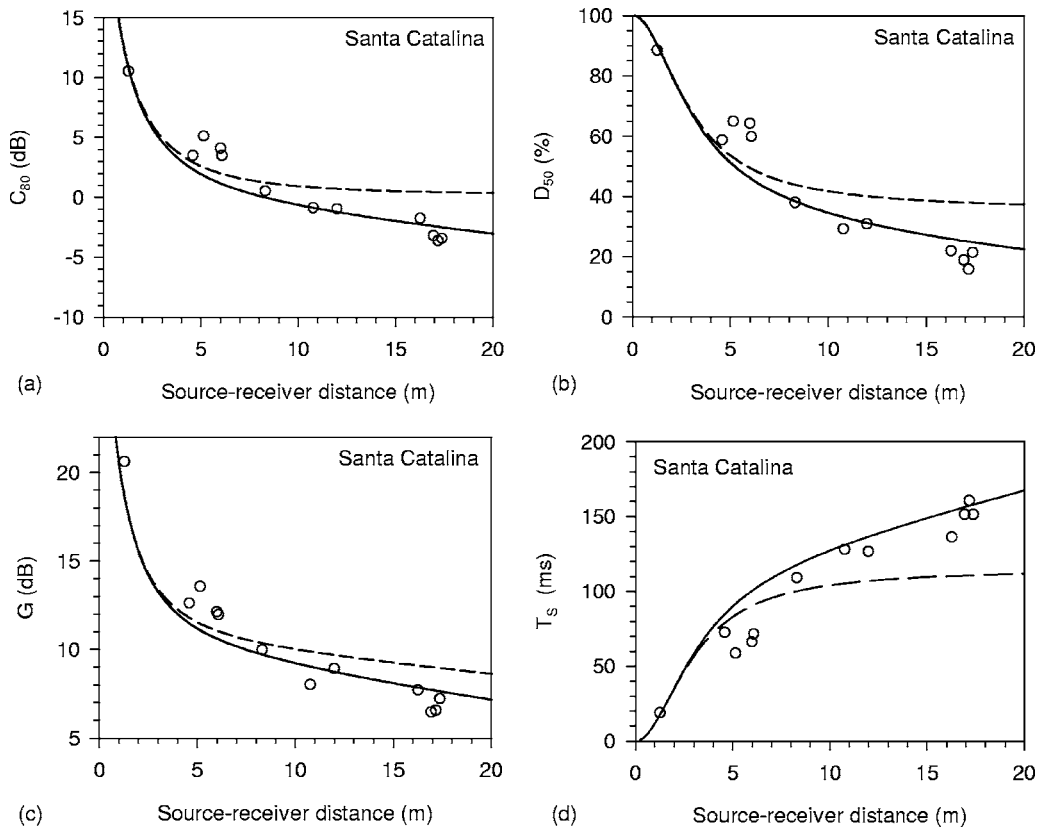 15
10
5
0
-5
-10
C80 (dB)
Santa Catalina
0 5 10 15 20
(a) Source-receiver distance (m)
100
80
60
40
20
0
D50 (%)
Santa Catalina
0 5 10 15 20
(b) Source-receiver distance (m)
20
15
10
5
G (dB)
Santa Catalina
0 5 10 15 20
(c) Source-receiver distance (m)
200
150
100
50
0
TS (ms)
Santa Catalina
0 5 10 15 20
(d) Source-receiver distance (m)